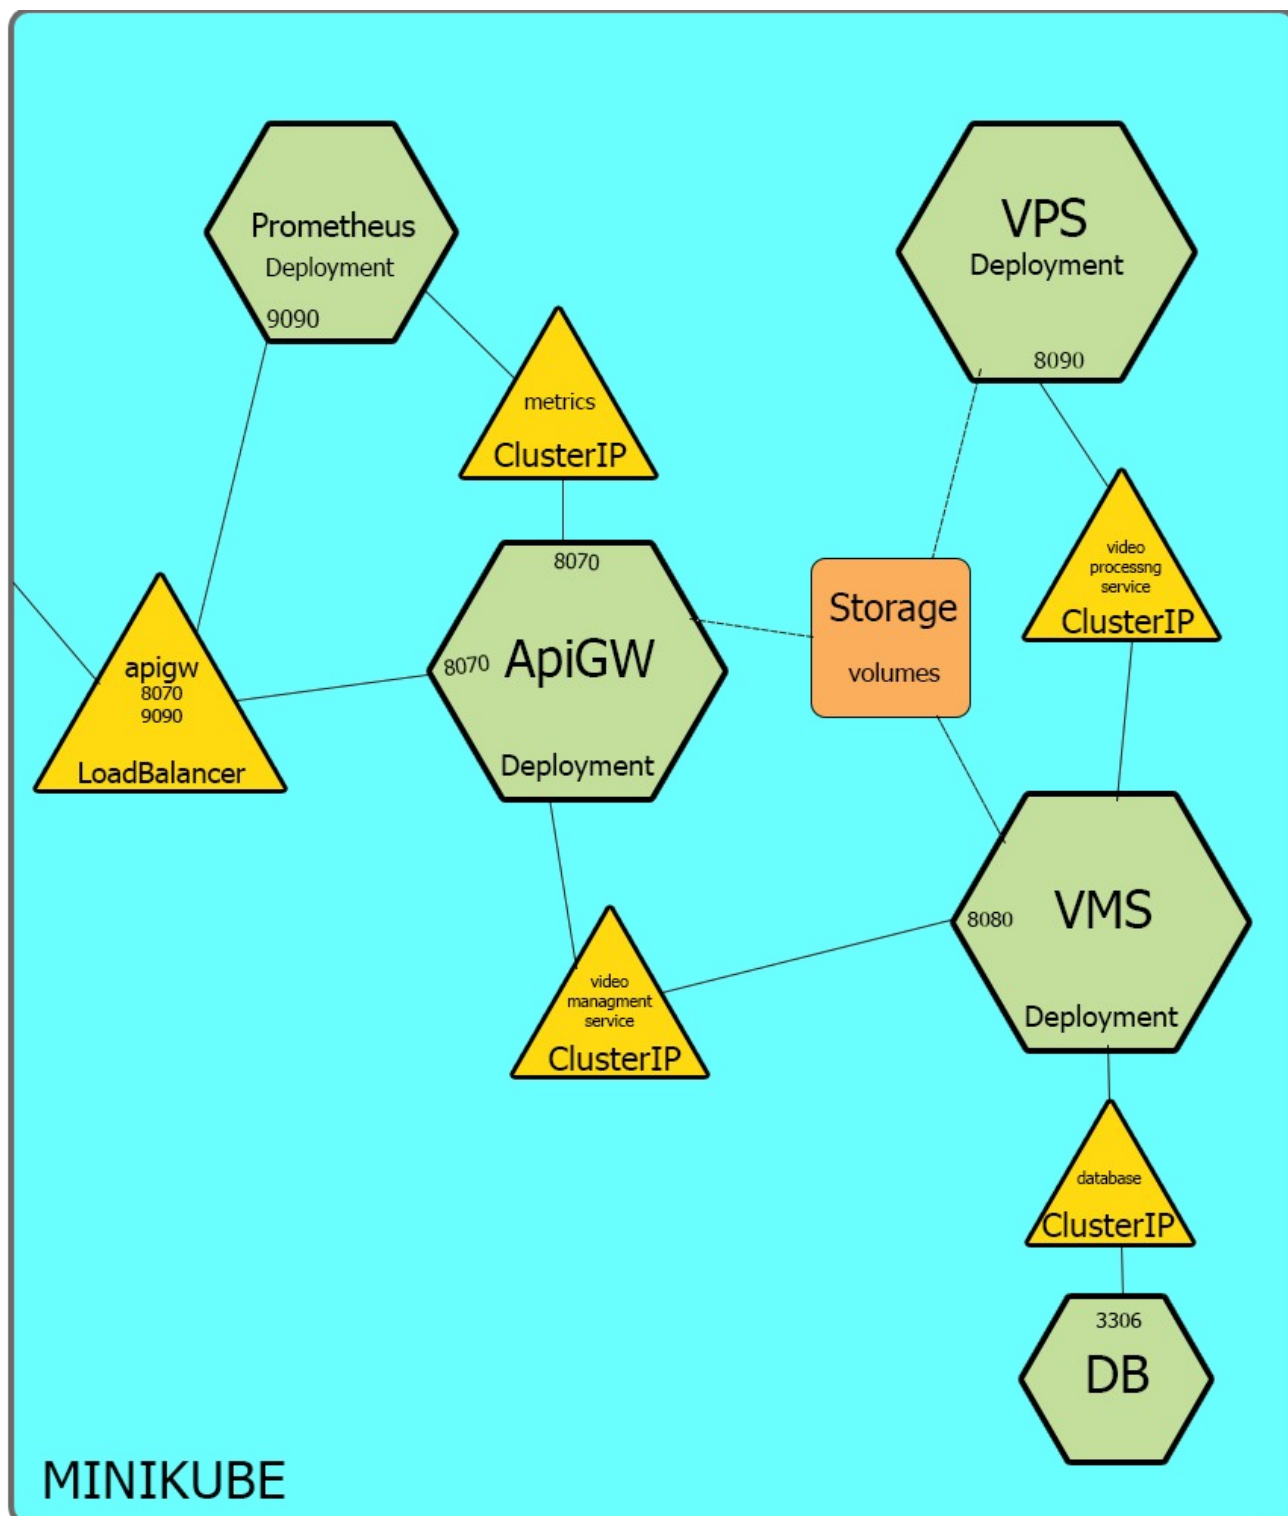 Prometheus
Deployment
9090
VPS
Deployment
8090
metrics
ClusterIP
video
processng
service
ClusterIP
8070
8070
ApiGW
Deployment
Storage
volumes
apigw
8070
9090
LoadBalancer
8080
VMS
Deployment
video
managment
service
ClusterIP
database
ClusterIP
3306
DB
MINIKUBE